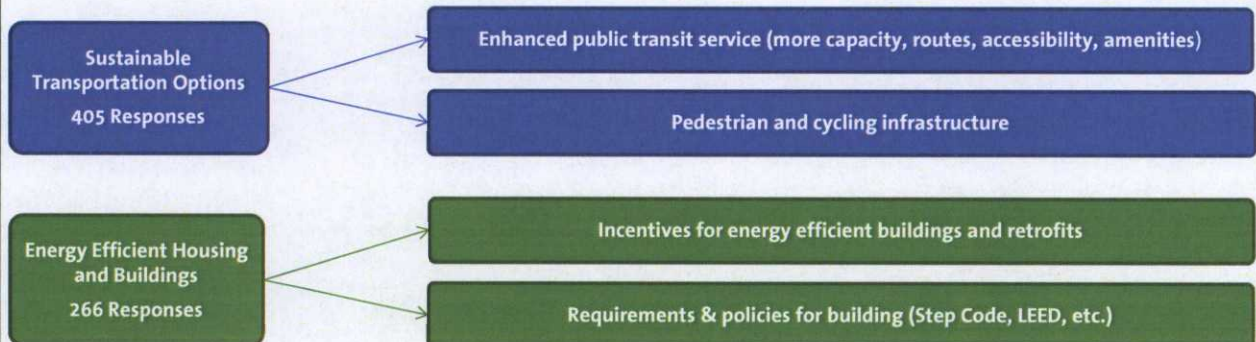 Sustainable
Transportation Options
405 Responses
Enhanced public transit service (more capacity, routes, accessibility, amenities)
Pedestrian and cycling infrastructure
Energy Efficient Housing
and Buildings
266 Responses
Incentives for energy efficient buildings and retrofits
Requirements & policies for building (Step Code, LEED, etc.)